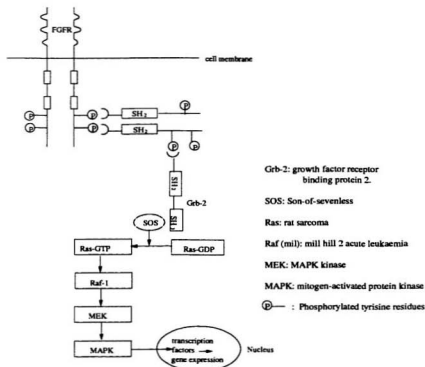 FGFR
cell membrane
P
P
P
SH2
P
P
SH2
P
P
SH2
Grb-2
SOS
Ras-GTP
Ras-GDP
Raf-1
MEK
MAPK
transcription
factors
gene expression
Nucleus
Grb-2: growth factor receptor
binding protein 2.
SOS: Son-of-sevenless
Ras: rat sarcoma
Raf (mil): mill hill 2 acute leukaemia
MEK: MAPK kinase
MAPK: mitogen-activated protein kinase
P : Phosphorylated tyrisine residues